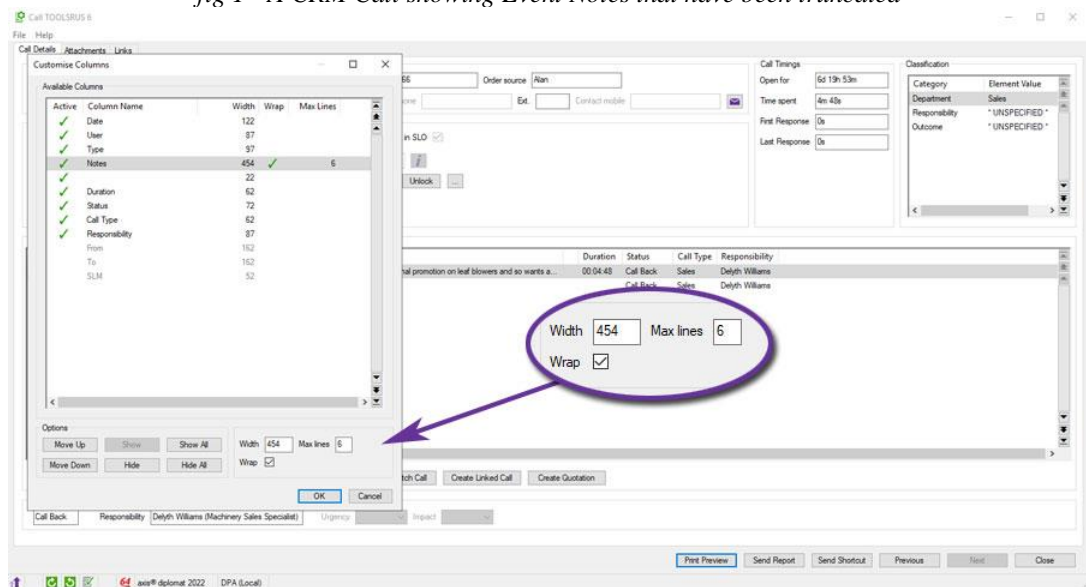 fig 1 - A CRM Call showing Event Notes that have been truncated
Call TOOLSRUS 6
File Help
Call Details Attachments Links
Customise Columns
Available Columns
Active Column Name Width Wrap Max Lines
Date 122
User 87
Type 97
Notes 454 6
22
Duration 62
Status 72
Call Type 62
Responsibility 87
From 162
To 162
SLM 52
Options
Move Up Show Show All
Move Down Hide Hide All
Width 454 Max lines 6
Wrap
OK Cancel
66 Order source Alan
Ext. Contact mobile
in SLO
i
Unlock ...
Call Timings
Open for 6d 19h 53m
Time spent 4m 48s
First Response 0s
Last Response 0s
Classification
Category Element Value
Department Sales
Responsibility * UNSPECIFIED *
Outcome * UNSPECIFIED *
Duration Status Call Type Responsibility
nal promotion on leaf blowers and so wants a... 00:04:48 Call Back Sales Delyth Williams
Call Back Sales Delyth Williams
Width 454 Max lines 6
Wrap
tch Call Create Linked Call Create Quotation
Call Back Responsibility Delyth Williams (Machinery Sales Specialist) Urgency Impact
Print Preview Send Report Send Shortcut Previous Next Close
64 axis® diplomat 2022 DPA (Local)